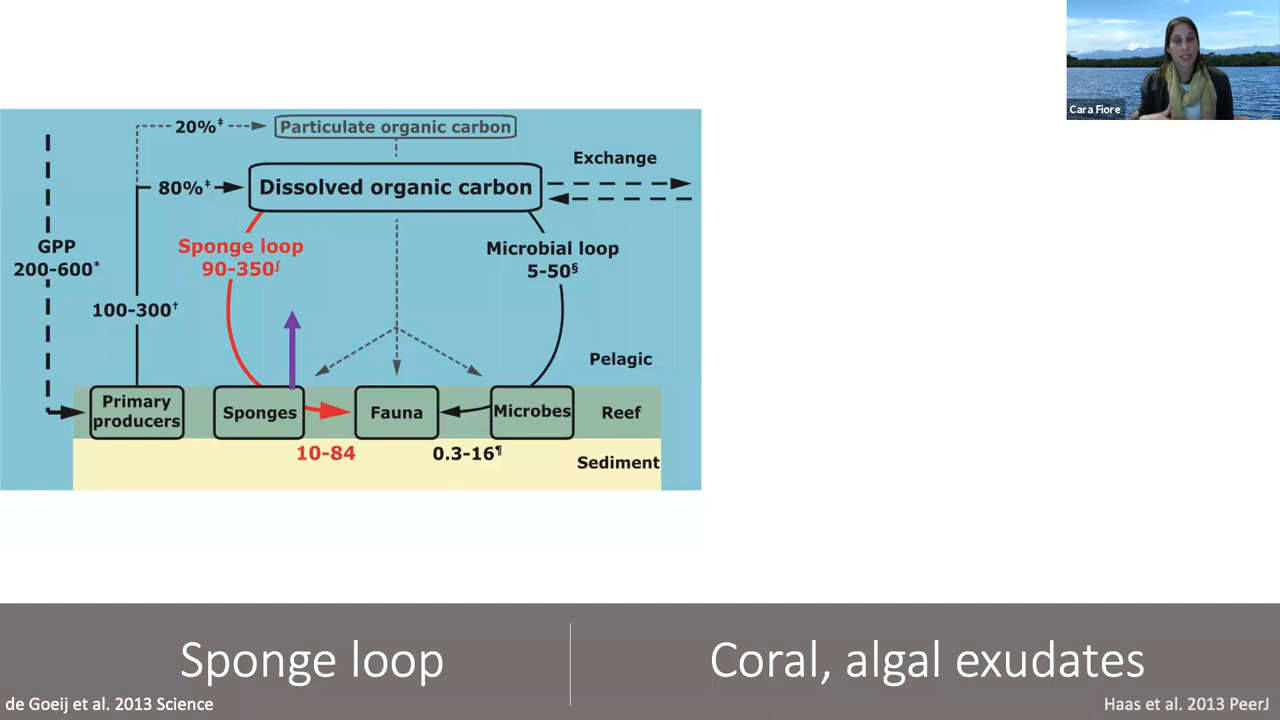 Cara Fiore
20%‡
Particulate organic carbon
Exchange
80%‡
Dissolved organic carbon
GPP
200-600*
Sponge loop
90-350∫
Microbial loop
5-50§
100-300†
Pelagic
Primary
producers
Sponges
Fauna
Microbes
Reef
10-84
0.3-16¶
Sediment
Sponge loop
Coral, algal exudates
de Goeij et al. 2013 Science
Haas et al. 2013 PeerJ